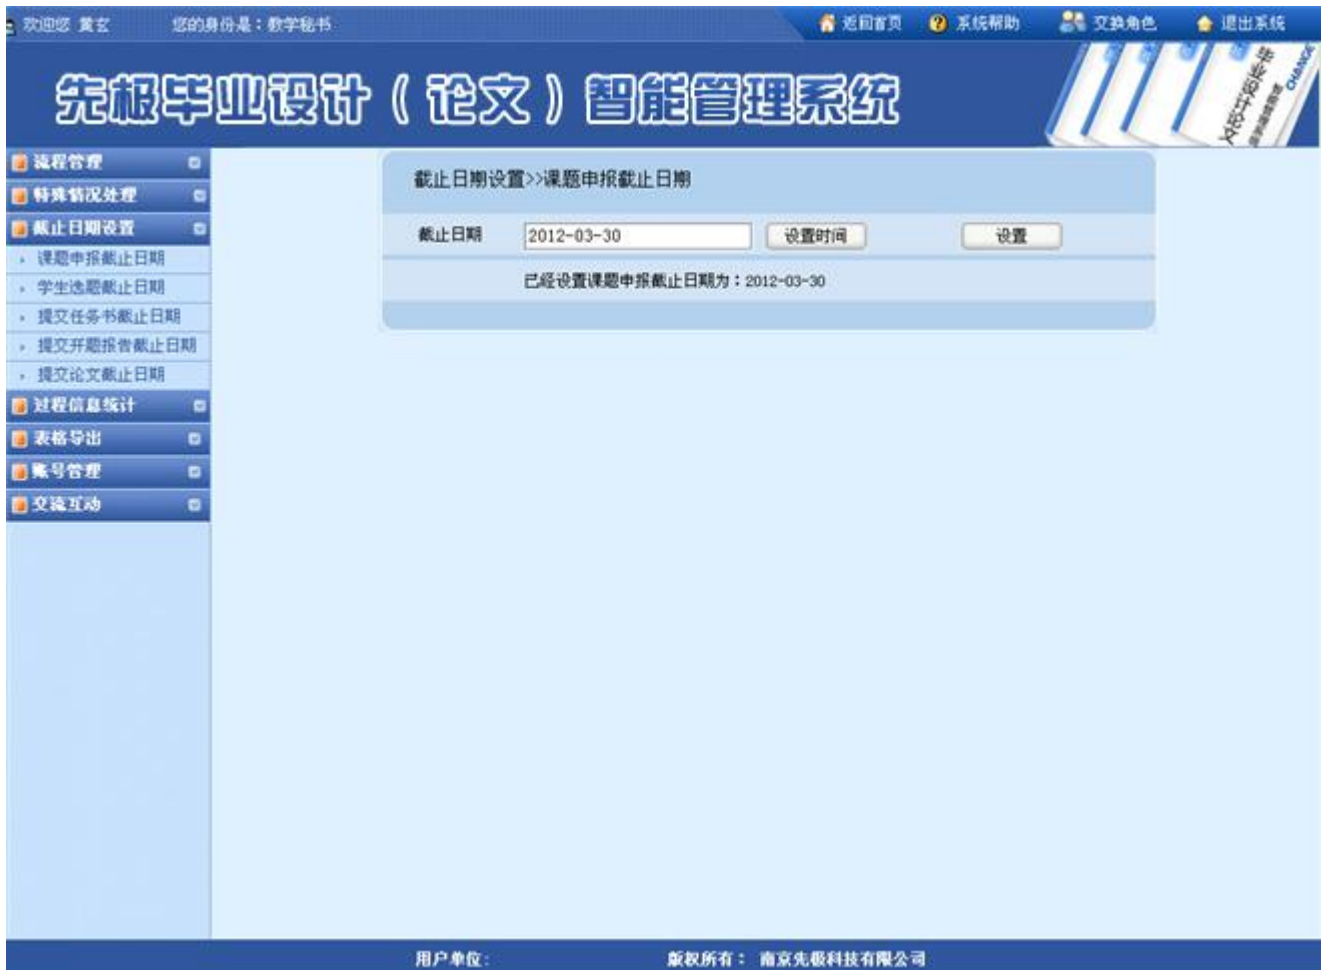 欢迎您 黄玄 您的身份是：教学秘书 返回首页 系统帮助 交换角色 退出系统
先极毕业设计（论文）智能管理系统
毕业设计论文
智能管理系统
CHANGE
流程管理
特殊情况处理
截止日期设置
课题申报截止日期
学生选题截止日期
提交任务书截止日期
提交开题报告截止日期
提交论文截止日期
过程信息统计
表格导出
账号管理
交流互动
截止日期设置>>课题申报截止日期
截止日期 2012-03-30 设置时间 设置
已经设置课题申报截止日期为：2012-03-30
用户单位： 版权所有： 南京先极科技有限公司